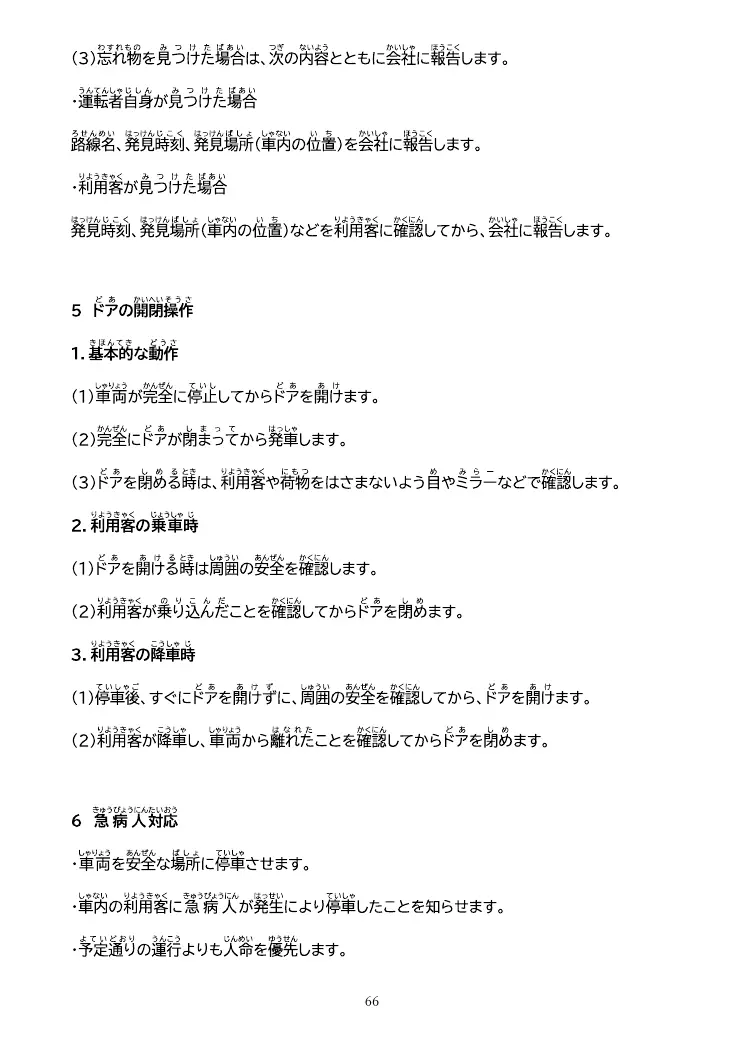 (3)忘れ物を見つけた場合は、次の内容とともに会社に報告します。
・運転者自身が見つけた場合
路線名、発見時刻、発見場所(車内の位置)を会社に報告します。
・利用客が見つけた場合
発見時刻、発見場所(車内の位置)などを利用客に確認してから、会社に報告します。
5 ドアの開閉操作
1.基本的な動作
(1)車両が完全に停止してからドアを開けます。
(2)完全にドアが閉まってから発車します。
(3)ドアを閉める時は、利用客や荷物をはさまないよう目やミラーなどで確認します。
2.利用客の乗車時
(1)ドアを開ける時は周囲の安全を確認します。
(2)利用客が乗り込んだことを確認してからドアを閉めます。
3.利用客の降車時
(1)停車後、すぐにドアを開けずに、周囲の安全を確認してから、ドアを開けます。
(2)利用客が降車し、車両から離れたことを確認してからドアを閉めます。
6 急病人対応
・車両を安全な場所に停車させます。
・車内の利用客に急病人が発生により停車したことを知らせます。
・予定通りの運行よりも人命を優先します。
66